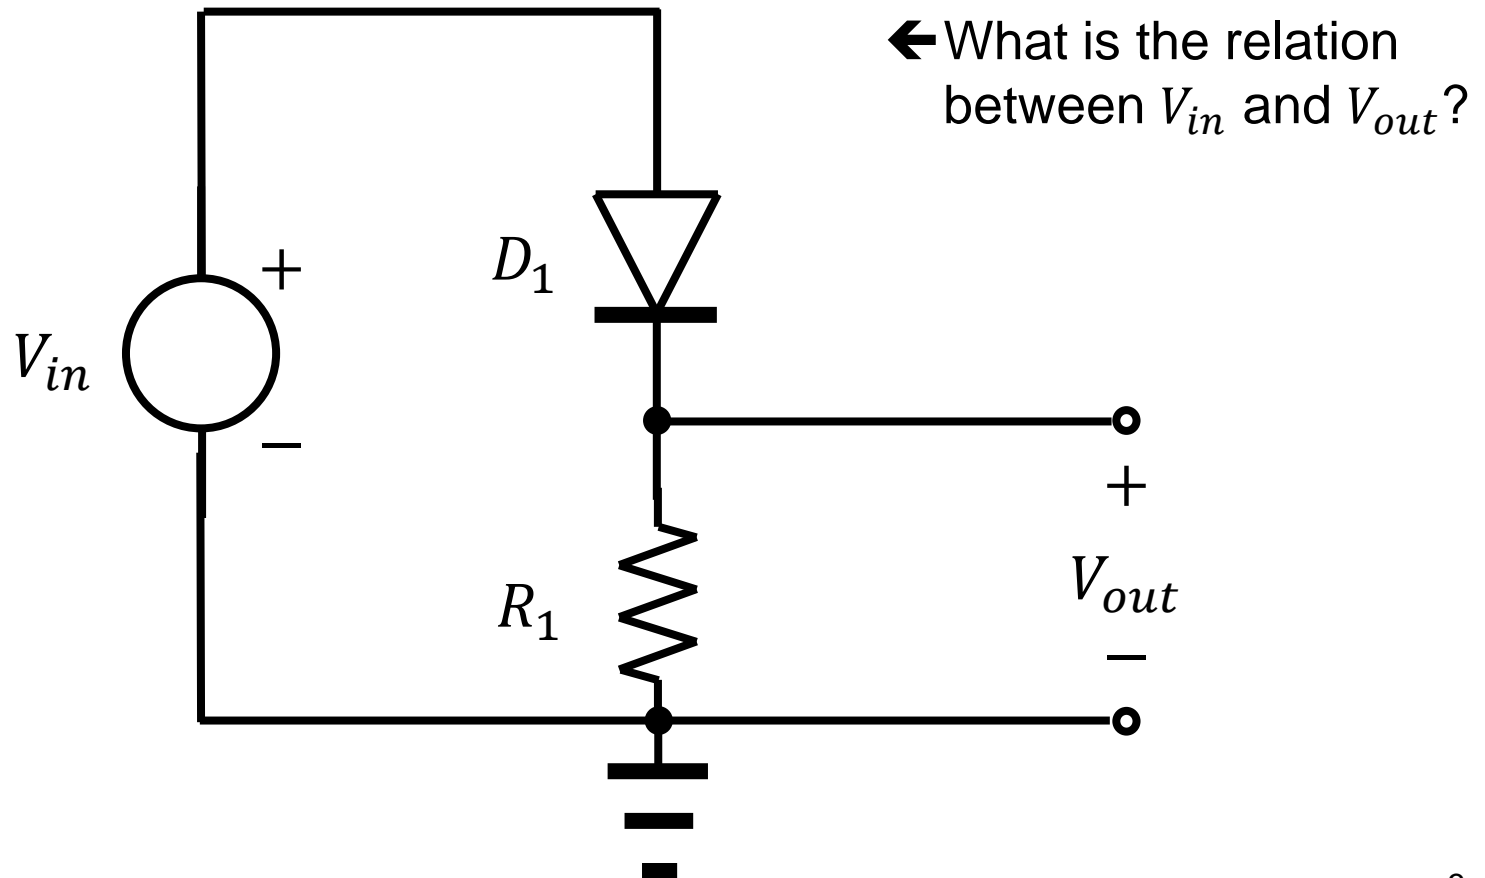 🡸 What is the relation
between V_in and V_out?
+
D_1
V_in
−
+
V_out
R_1
−